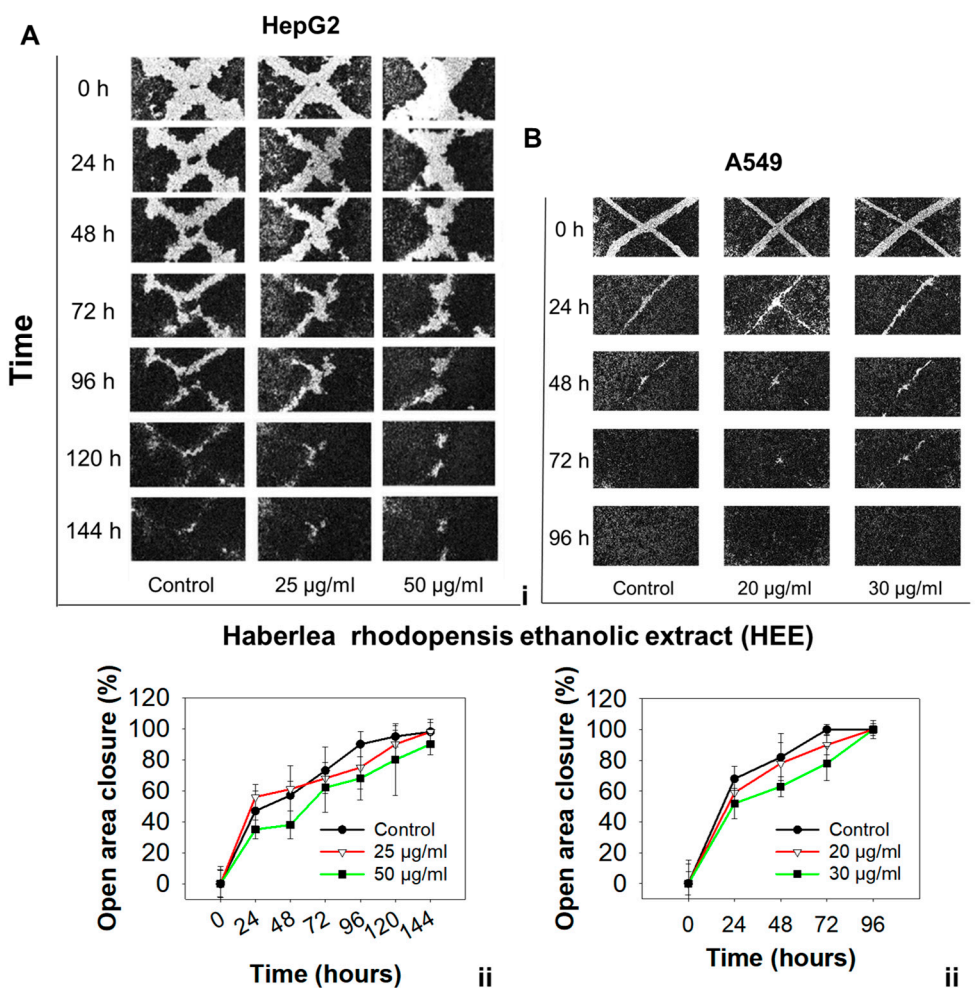 A
HepG2
0 h
24 h
48 h
72 h
96 h
120 h
144 h
Time
Control
25 µg/ml
50 µg/ml
i
B
A549
0 h
24 h
48 h
72 h
96 h
Control
20 µg/ml
30 µg/ml
Haberlea rhodopensis ethanolic extract (HEE)
Open area closure (%)
120
100
80
60
40
20
0
Control
25 µg/ml
50 µg/ml
0 24 48 72 96 120 144
Time (hours)
ii
Open area closure (%)
120
100
80
60
40
20
0
Control
20 µg/ml
30 µg/ml
0 24 48 72 96
Time (hours)
ii